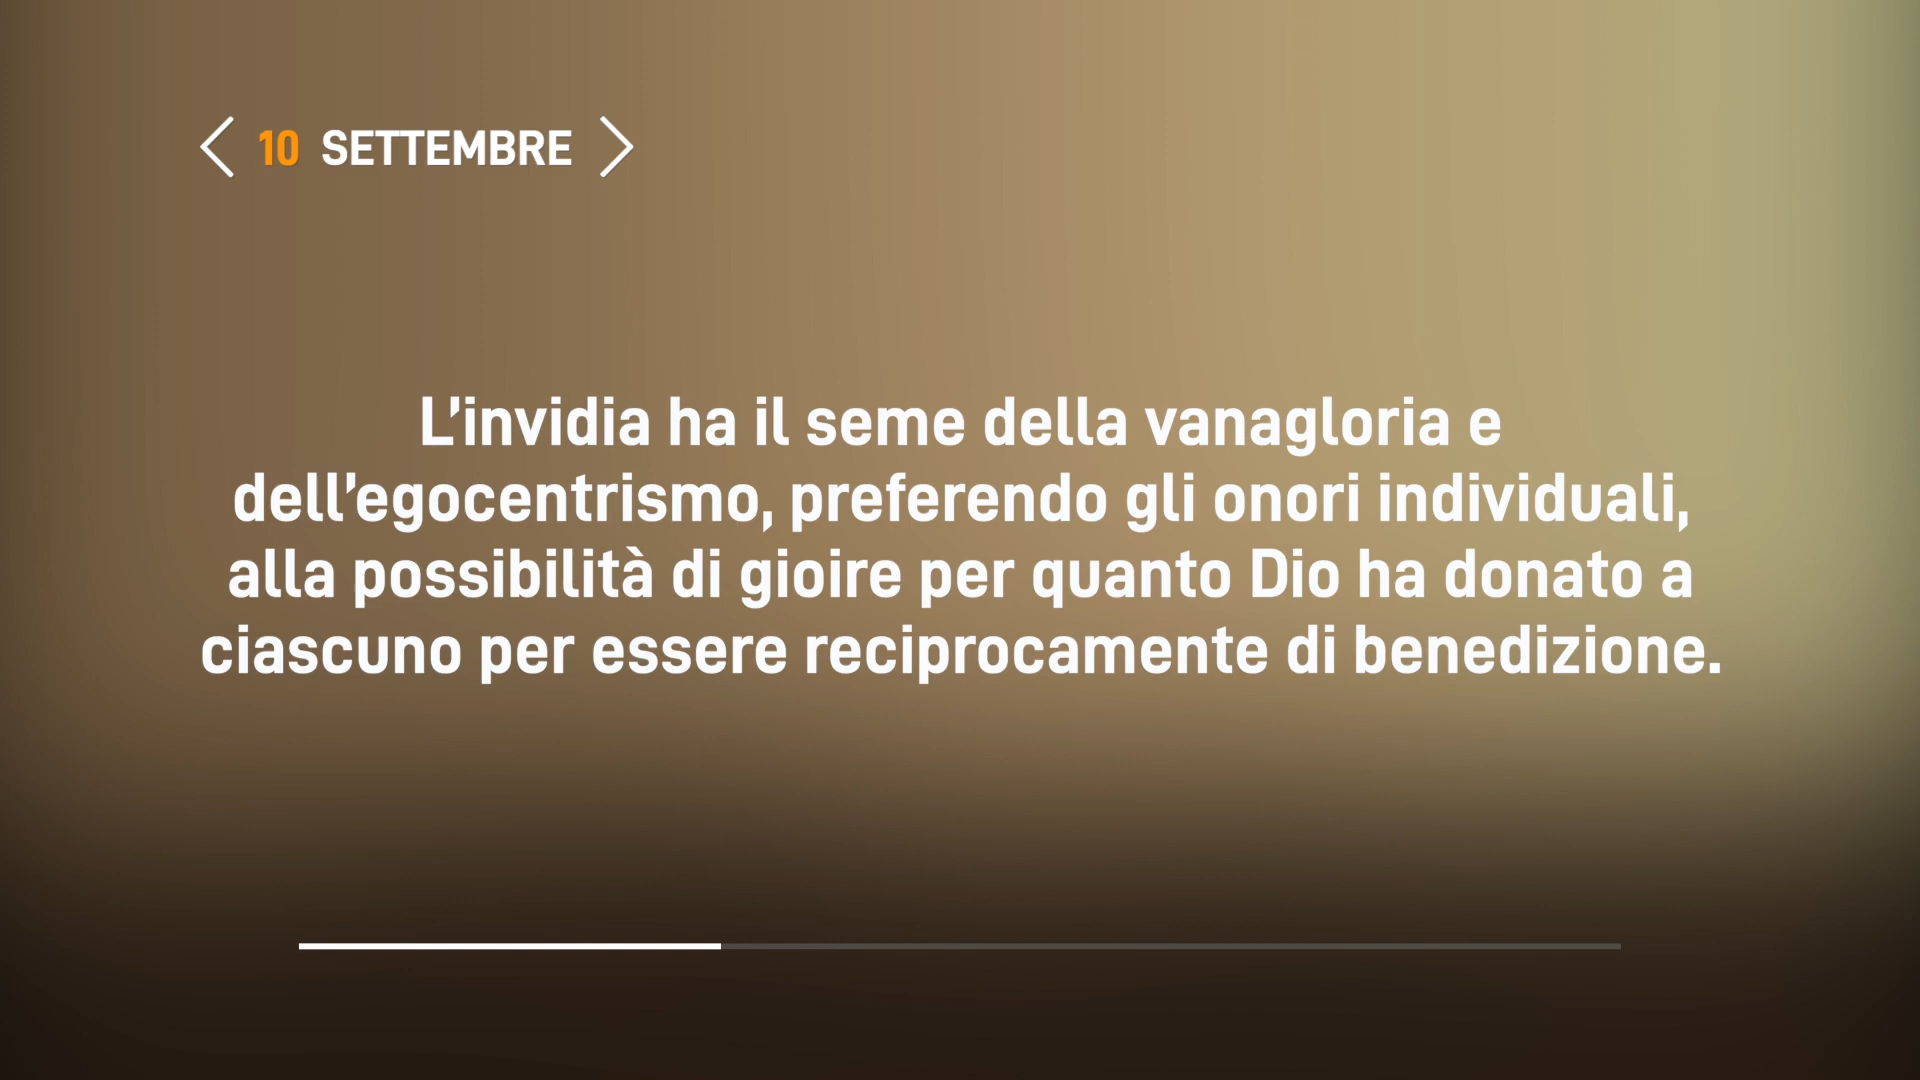 10 SETTEMBRE
L’invidia ha il seme della vanagloria e
dell’egocentrismo, preferendo gli onori individuali,
alla possibilità di gioire per quanto Dio ha donato a
ciascuno per essere reciprocamente di benedizione.